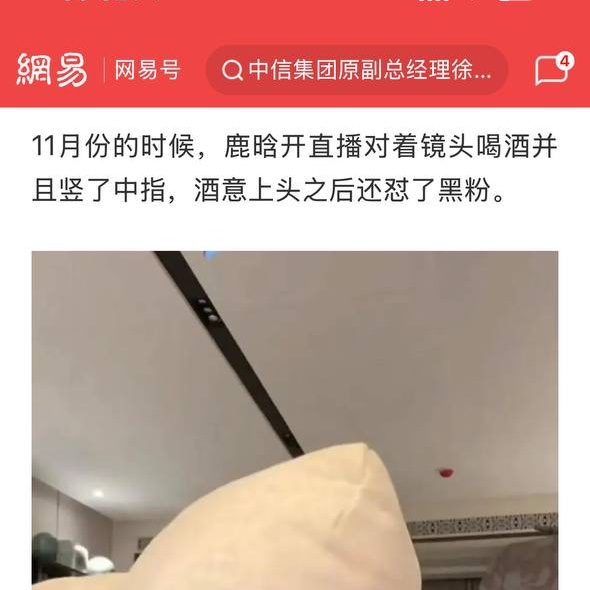 網易 网易号 中信集团原副总经理徐... 4
11月份的时候，鹿晗开直播对着镜头喝酒并
且竖了中指，酒意上头之后还怼了黑粉。